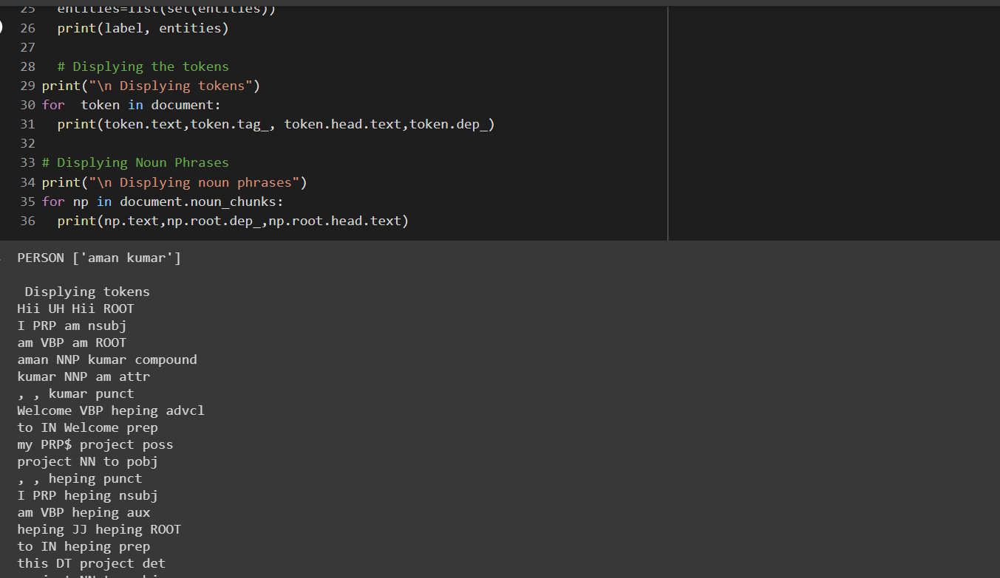 25 entities=list(set(entities))
26 print(label, entities)
27
28 # Displying the tokens
29 print("\n Displying tokens")
30 for  token in document:
31 print(token.text,token.tag_, token.head.text,token.dep_)
32
33 # Displying Noun Phrases
34 print("\n Displying noun phrases")
35 for np in document.noun_chunks:
36 print(np.text,np.root.dep_,np.root.head.text)
PERSON ['aman kumar']
Displying tokens
Hii UH Hii ROOT
I PRP am nsubj
am VBP am ROOT
aman NNP kumar compound
kumar NNP am attr
, , kumar punct
Welcome VBP heping advcl
to IN Welcome prep
my PRP$ project poss
project NN to pobj
, , heping punct
I PRP heping nsubj
am VBP heping aux
heping JJ heping ROOT
to IN heping prep
this DT project det